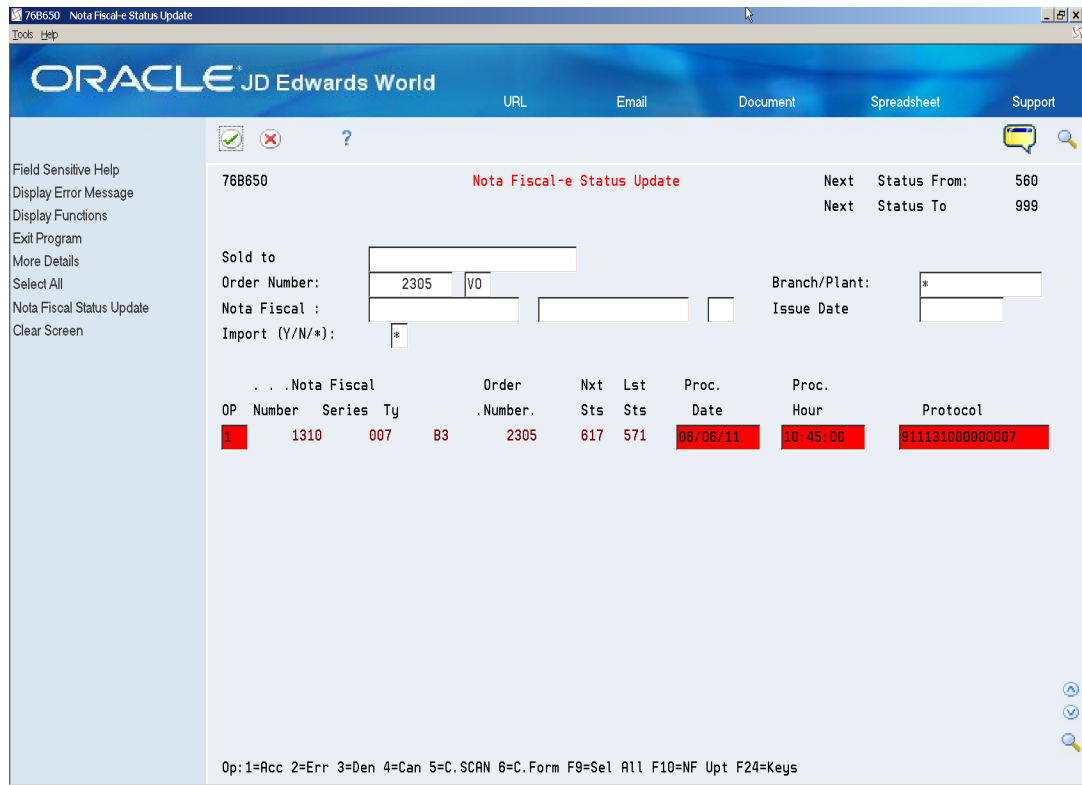 76B650 Nota Fiscal-e Status Update
Tools Help
ORACLE JD Edwards World
URL Email Document Spreadsheet Support
?
Field Sensitive Help
Display Error Message
Display Functions
Exit Program
More Details
Select All
Nota Fiscal Status Update
Clear Screen
76B650 Nota Fiscal-e Status Update Next Status From: 560
Next Status To 999
Sold to
Order Number: 2305 VO Branch/Plant: *
Nota Fiscal : Issue Date
Import (Y/N/*): *
. . .Nota Fiscal Order Nxt Lst Proc. Proc.
OP Number Series Ty .Number. Sts Sts Date Hour Protocol
1 1310 007 B3 2305 617 571 06/06/11 10:45:00 911131000000007
Op:1=Acc 2=Err 3=Den 4=Can 5=C.SCAN 6=C.Form F9=Sel All F10=NF Upt F24=Keys